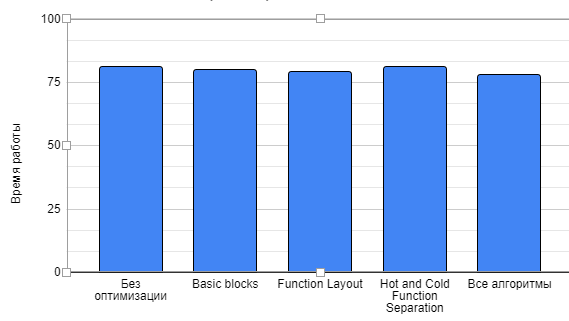 100
75
50
25
0
Время работы
Без
оптимизации
Basic blocks
Function Layout
Hot and Cold
Function
Separation
Все алгоритмы